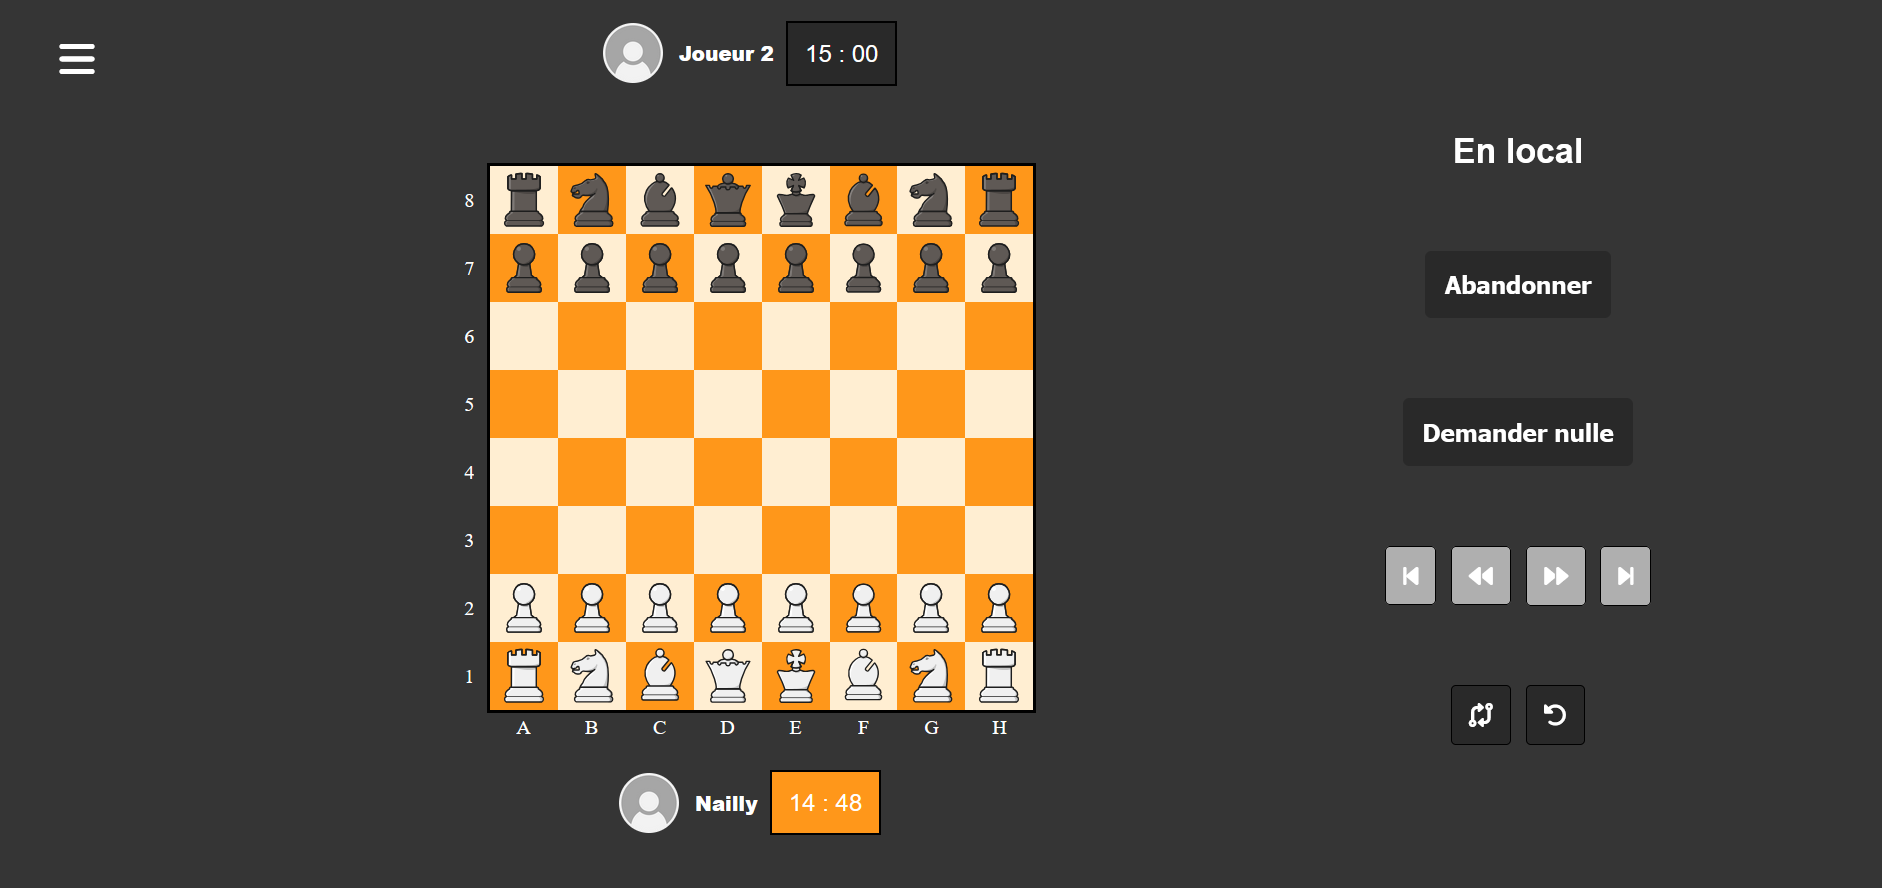 Joueur 2
15 : 00
En local
Abandonner
Demander nulle
8
7
6
5
4
3
2
1
A B C D E F G H
Nailly
14 : 48